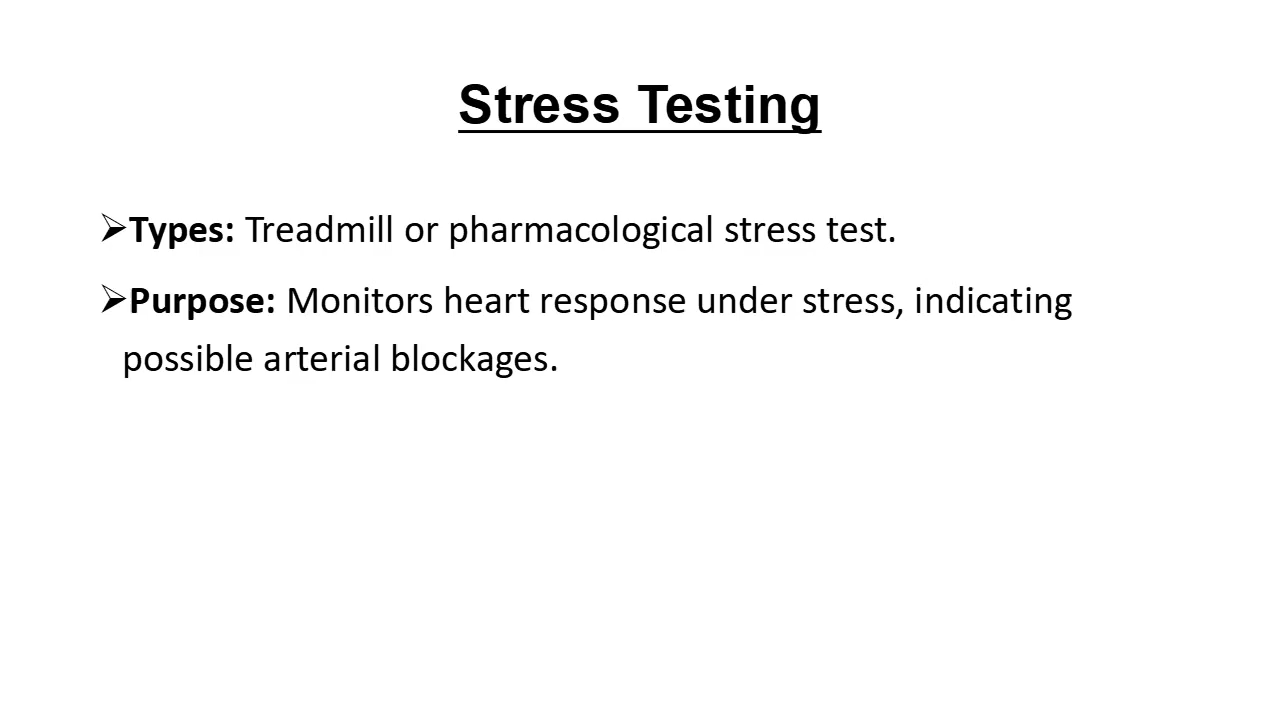 Stress Testing
➢Types: Treadmill or pharmacological stress test.
➢Purpose: Monitors heart response under stress, indicating
possible arterial blockages.